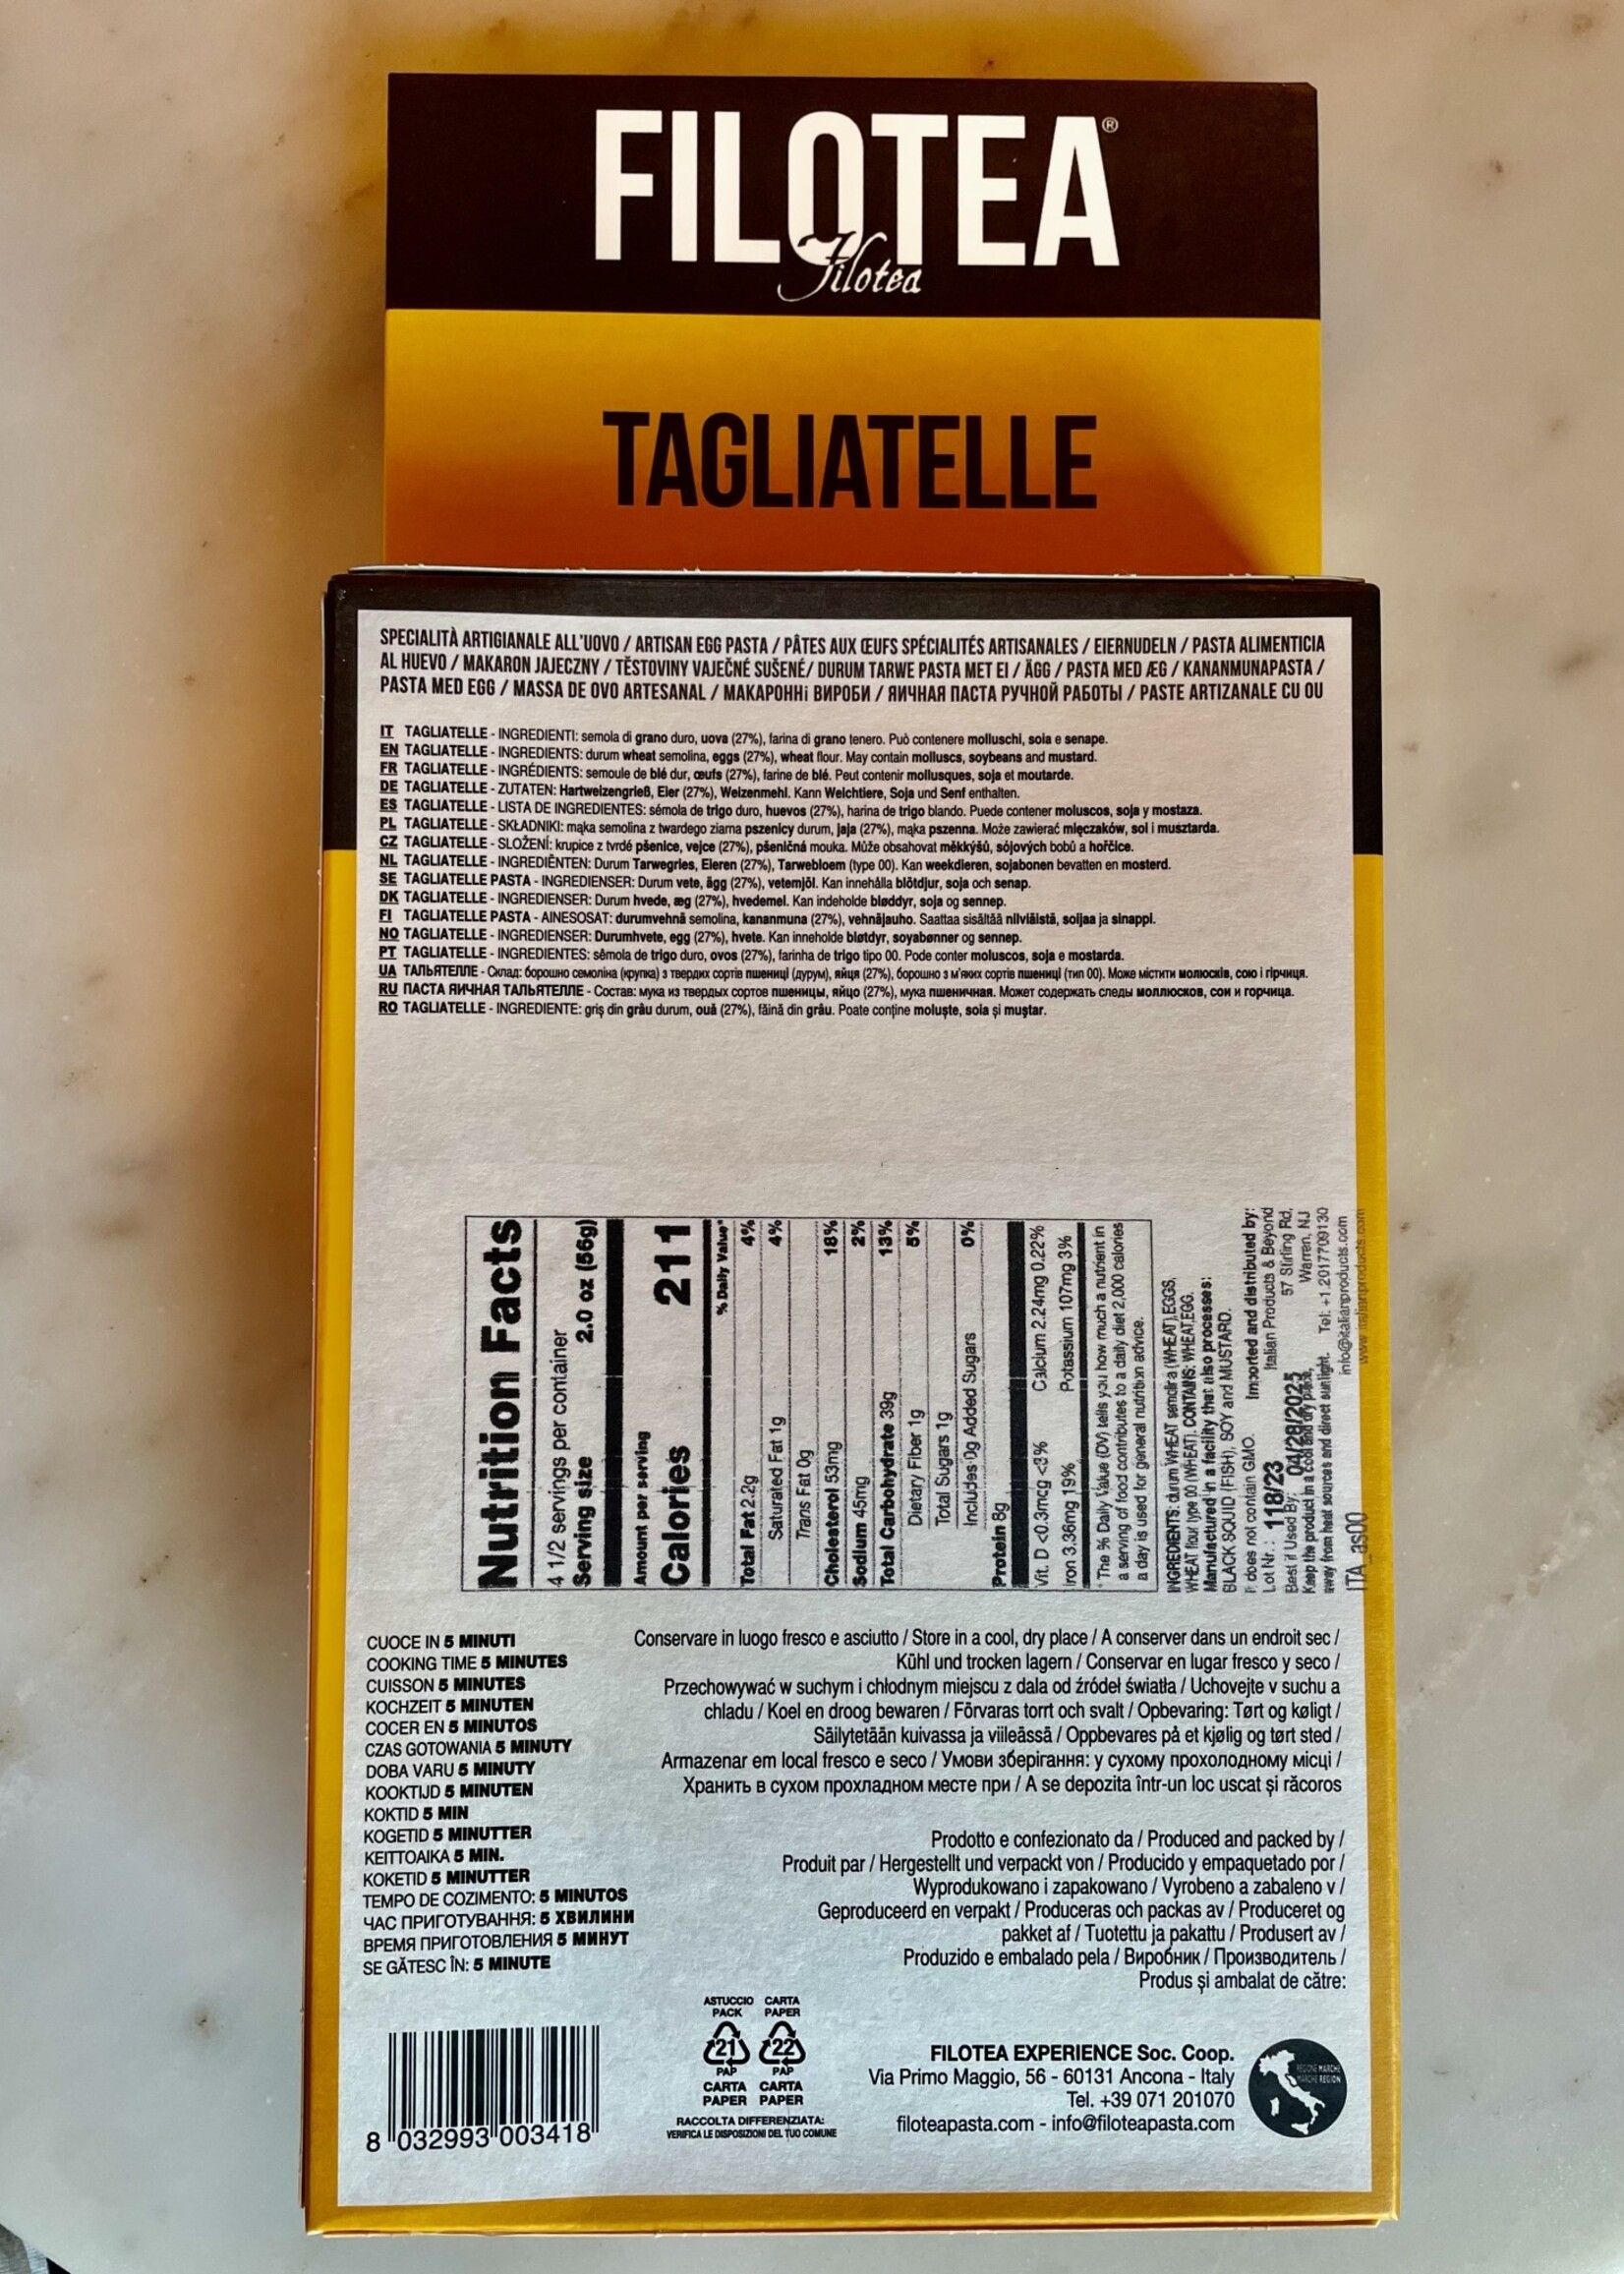 FILOTEA®
Filotea
TAGLIATELLE
SPECIALITÀ ARTIGIANALE ALL'UOVO / ARTISAN EGG PASTA / PÂTES AUX ŒUFS SPÉCIALITÉS ARTISANALES / EIERNUDELN / PASTA ALIMENTICIA
AL HUEVO / MAKARON JAJECZNY / TĚSTOVINY VAJEČNÉ SUŠENÉ/ DURUM TARWE PASTA MET EI / ÄGG / PASTA MED ÆG / KANANMUNAPASTA /
PASTA MED EGG / MASSA DE OVO ARTESANAL / МАКАРОННі ВИРОБИ / ЯИЧНАЯ ПАСТА РУЧНОЙ РАБОТЫ / PASTE ARTIZANALE CU OU
IT TAGLIATELLE - INGREDIENTI: semola di grano duro, uova (27%), farina di grano tenero. Può contenere molluschi, soia e senape.
EN TAGLIATELLE - INGREDIENTS: durum wheat semolina, eggs (27%), wheat flour. May contain molluscs, soybeans and mustard.
FR TAGLIATELLE - INGRÉDIENTS: semoule de blé dur, œufs (27%), farine de blé. Peut contenir mollusques, soja et moutarde.
DE TAGLIATELLE - ZUTATEN: Hartweizengrieß, Eier (27%), Weizenmehl. Kann Weichtiere, Soja und Senf enthalten.
ES TAGLIATELLE - LISTA DE INGREDIENTES: sémola de trigo duro, huevos (27%), harina de trigo blando. Puede contener moluscos, soja y mostaza.
PL TAGLIATELLE - SKŁADNIKI: mąka semolina z twardego ziarna pszenicy durum, jaja (27%), mąka pszenna. Może zawierać mięczaków, soi i musztarda.
CZ TAGLIATELLE - SLOŽENÍ: krupice z tvrdé pšenice, vejce (27%), pšeničná mouka. Může obsahovat měkkýšů, sójových bobů a hořčice.
NL TAGLIATELLE - INGREDIËNTEN: Durum Tarwegries, Eieren (27%), Tarwebloem (type 00). Kan weekdieren, sojabonen bevatten en mosterd.
SE TAGLIATELLE PASTA - INGREDIENSER: Durum vete, ägg (27%), vetemjöl. Kan innehålla blötdjur, soja och senap.
DK TAGLIATELLE - INGREDIENSER: Durum hvede, æg (27%), hvedemel. Kan indeholde bløddyr, soja og sennep.
FI TAGLIATELLE PASTA - AINESOSAT: durumvehnä semolina, kananmuna (27%), vehnäjauho. Saattaa sisältää nilviäistä, soijaa ja sinappi.
NO TAGLIATELLE - INGREDIENSER: Durumhvete, egg (27%), hvete. Kan inneholde bløtdyr, soyabønner og sennep.
PT TAGLIATELLE - INGREDIENTES: sêmola de trigo duro, ovos (27%), farinha de trigo tipo 00. Pode conter moluscos, soja e mostarda.
UA ТАЛЬЯТЕЛЛЕ - Склад: борошно семоліна (крупка) з твердих сортів пшениці (дурум), яйця (27%), борошно з м'яких сортів пшениці (тип 00). Може містити молюсків, сою і гірчиця.
RU ПАСТА ЯИЧНАЯ ТАЛЬЯТЕЛЛЕ - Состав: мука из твердых сортов пшеницы, яйцо (27%), мука пшеничная. Может содержать следы моллюсков, сои и горчица.
RO TAGLIATELLE - INGREDIENTE: griș din grâu durum, ouă (27%), făină din grâu. Poate conține moluște, soia și muștar.
Nutrition Facts
4 1/2 servings per container
Serving size 2.0 oz (56g)
Amount per serving
Calories 211
% Daily Value*
Total Fat 2.2g 4%
Saturated Fat 1g 4%
Trans Fat 0g
Cholesterol 53mg 18%
Sodium 45mg 2%
Total Carbohydrate 39g 13%
Dietary Fiber 1g 5%
Total Sugars 1g
Includes 0g Added Sugars 0%
Protein 8g
Vit. D <0.3mcg <3% Calcium 2.24mg 0.22%
Iron 3.36mg 19% Potassium 107mg 3%
* The % Daily Value (DV) tells you how much a nutrient in
a serving of food contributes to a daily diet 2,000 calories
a day is used for general nutrition advice.
INGREDIENTS: durum WHEAT (WHEAT), EGGS,
WHEAT flour type 00 (WHEAT). CONTAINS: WHEAT, EGG.
Manufactured in a facility that also processes:
BLACK SQUID (FISH), SOY and MUSTARD.
does not contain GMO.
Lot Nr.: 118/23
Best if Used By: 04/28/2025
Keep the product in a cool and dry place,
away from heat sources and direct sunlight.
Imported and distributed by:
Italian Products & Beyond
57 Stirling Rd,
Warren, NJ
Tel: +1.2017709130
info@italianproducts.com
www.italianproducts.com
CUOCE IN 5 MINUTI
COOKING TIME 5 MINUTES
CUISSON 5 MINUTES
KOCHZEIT 5 MINUTEN
COCER EN 5 MINUTOS
CZAS GOTOWANIA 5 MINUTY
DOBA VARU 5 MINUTY
KOOKTIJD 5 MINUTEN
KOKTID 5 MIN
KOGETID 5 MINUTTER
KEITTOAIKA 5 MIN.
KOKETID 5 MINUTTER
TEMPO DE COZIMENTO: 5 MINUTOS
ЧАС ПРИГОТУВАННЯ: 5 ХВИЛИНИ
ВРЕМЯ ПРИГОТОВЛЕНИЯ 5 МИНУТ
SE GĂTESC ÎN: 5 MINUTE
Conservare in luogo fresco e asciutto / Store in a cool, dry place / A conserver dans un endroit sec /
Kühl und trocken lagern / Conservar en lugar fresco y seco /
Przechowywać w suchym i chłodnym miejscu z dala od źródeł światła / Uchovejte v suchu a
chladu / Koel en droog bewaren / Förvaras torrt och svalt / Opbevaring: Tørt og køligt /
Säilytetään kuivassa ja viileässä / Oppbevares på et kjølig og tørt sted /
Armazenar em local fresco e seco / Умови зберігання: у сухому прохолодному місці /
Хранить в сухом прохладном месте при / A se depozita într-un loc uscat și răcoros
Prodotto e confezionato da / Produced and packed by /
Produit par / Hergestellt und verpackt von / Producido y empaquetado por /
Wyprodukowano i zapakowano / Vyrobeno a zabaleno v /
Geproduceerd en verpakt / Produceras och packas av / Produceret og
pakket af / Tuotettu ja pakattu / Produsert av /
Produzido e embalado pela / Виробник / Производитель /
Produs și ambalat de către:
ASTUCCIO CARTA
PACK PAPER
21 22
PAP PAP
CARTA CARTA
PAPER PAPER
RACCOLTA DIFFERENZIATA:
VERIFICA LE DISPOSIZIONI DEL TUO COMUNE
FILOTEA EXPERIENCE Soc. Coop.
Via Primo Maggio, 56 - 60131 Ancona - Italy
Tel. +39 071 201070
filoteapasta.com - info@filoteapasta.com
REGIONE MARCHE
MARCHE REGION
8 032993 003418